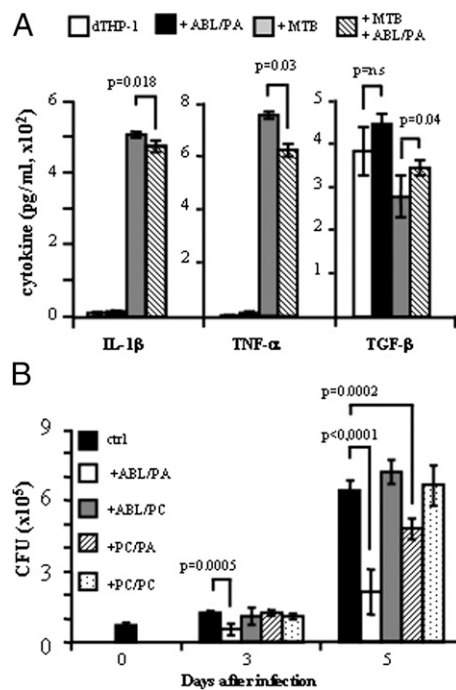 A
dTHP-1 + ABL/PA + MTB + MTB
+ ABL/PA
p=0.018
p=0.03
p=ns
p=0.04
cytokine (pg/ml, x10²)
6
4
2
0
8
6
4
2
5
4
3
2
1
IL-1β TNF-α TGF-β
B
ctrl
+ABL/PA
+ABL/PC
+PC/PA
+PC/PC
p=0.0005
p=0.0002
p<0.0001
CFU (x10⁵)
9
6
3
0
0 3 5
Days after infection